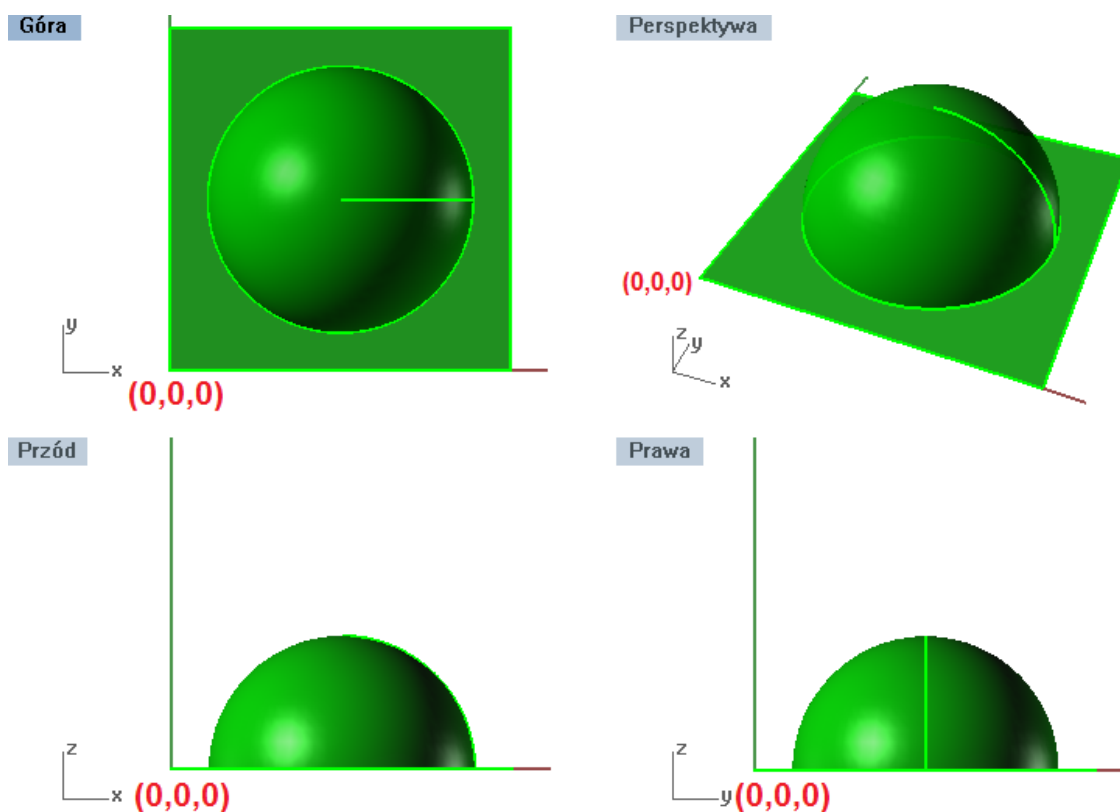 Góra
y
x
(0,0,0)
Perspektywa
(0,0,0)
z
y
x
Przód
z
x
(0,0,0)
Prawa
z
y
(0,0,0)